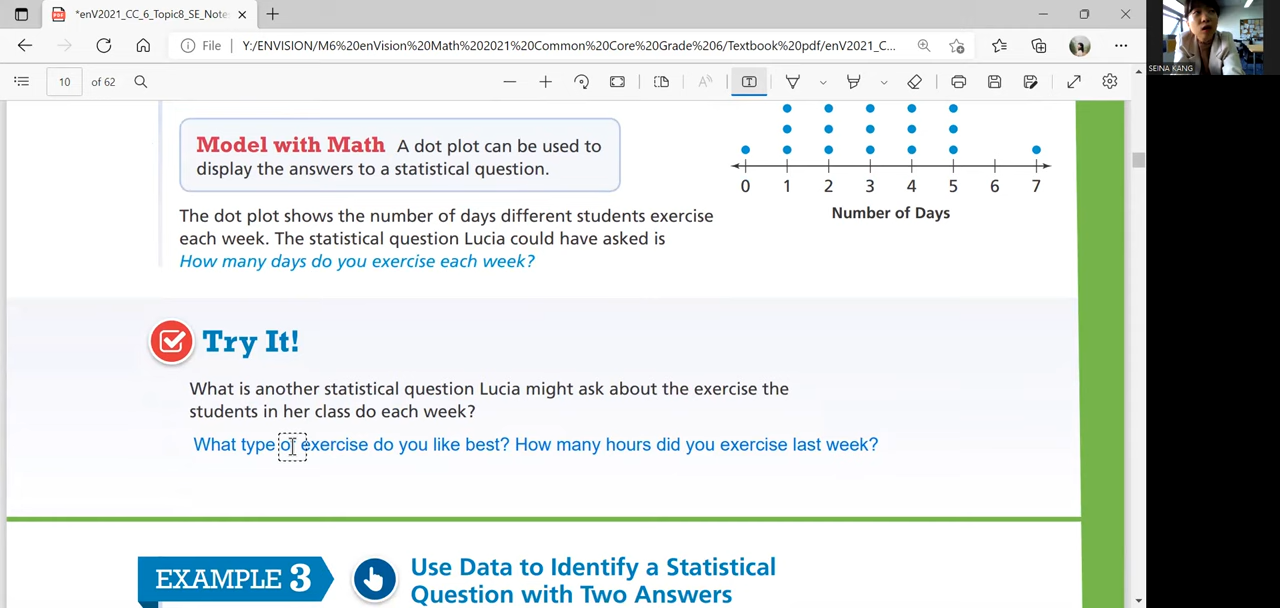 *enV2021_CC_6_Topic8_SE_Note
File
Y:/ENVISION/M6%20enVision%20Math%202021%20Common%20Core%20Grade%206/Textbook%20pdf/enV2021_C...
10 of 62
SEINA KANG
Model with Math A dot plot can be used to
display the answers to a statistical question.
0 1 2 3 4 5 6 7
Number of Days
The dot plot shows the number of days different students exercise
each week. The statistical question Lucia could have asked is
How many days do you exercise each week?
Try It!
What is another statistical question Lucia might ask about the exercise the
students in her class do each week?
What type of exercise do you like best? How many hours did you exercise last week?
EXAMPLE 3
Use Data to Identify a Statistical
Question with Two Answers